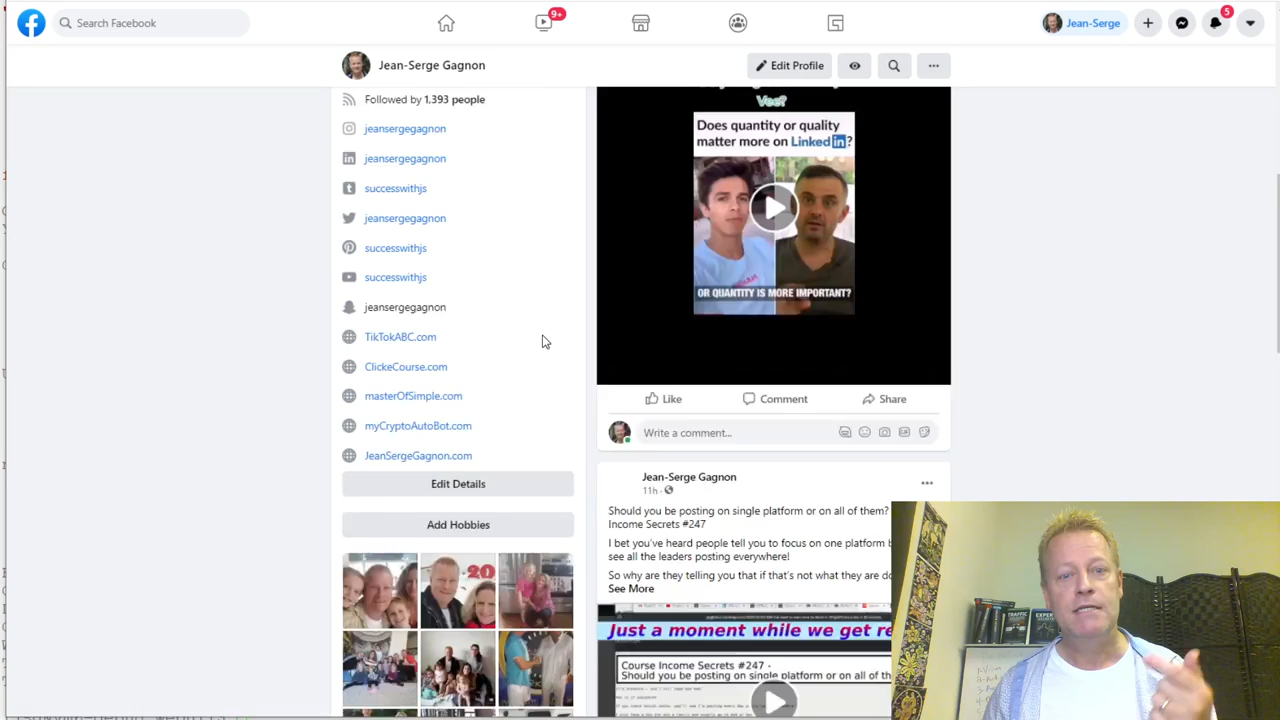 Search Facebook
9+
Jean-Serge
5
Jean-Serge Gagnon
Edit Profile
Followed by 1,393 people
jeansergegagnon
jeansergegagnon
successwithjs
jeansergegagnon
successwithjs
successwithjs
jeansergegagnon
TikTokABC.com
ClickeCourse.com
masterOfSimple.com
myCryptoAutoBot.com
JeanSergeGagnon.com
Edit Details
Add Hobbies
20
Vee?
Does quantity or quality
matter more on Linkedin?
OR QUANTITY IS MORE IMPORTANT?
Like
Comment
Share
Write a comment...
Jean-Serge Gagnon
11h
Should you be posting on single platform or on all of them?
Income Secrets #247
I bet you've heard people tell you to focus on one platform
see all the leaders posting everywhere!
So why are they telling you that if that's not what they are
See More
Just a moment while we get
Course Income Secrets #247 -
Should you be posting on single platform or on all of
TRAFFIC
EXPERT